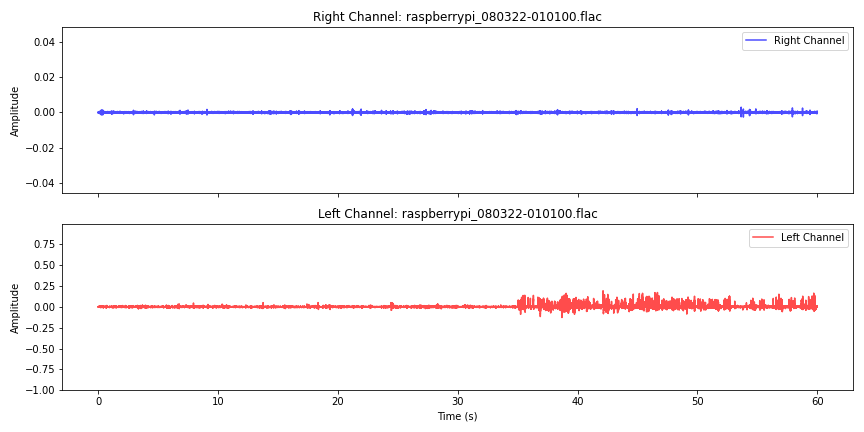 Right Channel: raspberrypi_080322-010100.flac
Right Channel
Amplitude
0.04
0.02
0.00
−0.02
−0.04
Left Channel: raspberrypi_080322-010100.flac
Left Channel
Amplitude
0.75
0.50
0.25
0.00
−0.25
−0.50
−0.75
−1.00
0 10 20 30 40 50 60
Time (s)